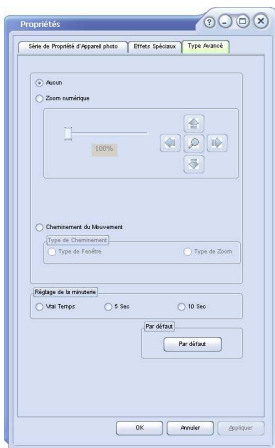 Propriétés
Série de Propriété d'Appareil photo
Effets Spéciaux
Type Avancé
Aucun
Zoom numérique
100%
Cheminement du Mouvement
Type de Cheminement
Type de Fenêtre
Type de Zoom
Réglage de la minuterie
Vrai Temps
5 Sec
10 Sec
Par défaut
Par défaut
OK
Annuler
Appliquer